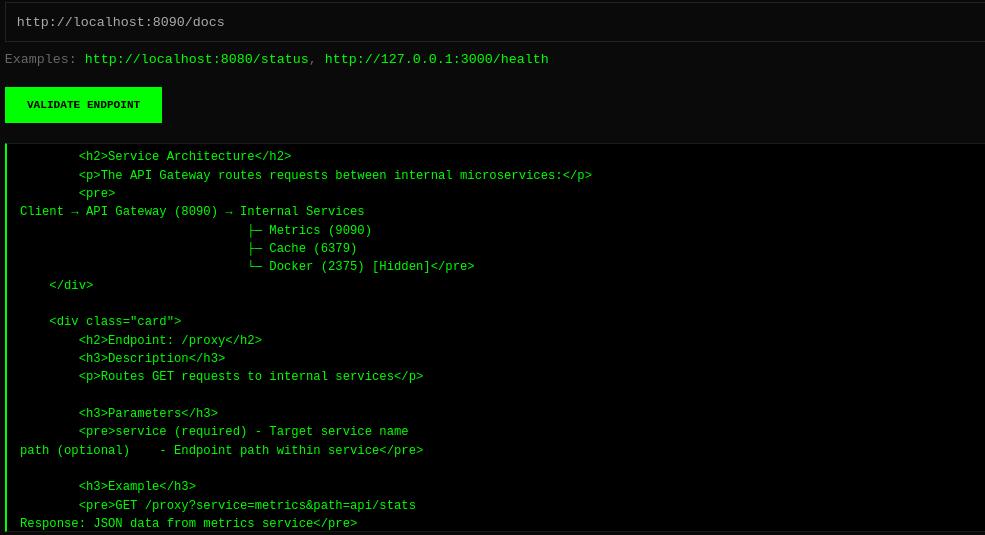 http://localhost:8090/docs
Examples: http://localhost:8080/status, http://127.0.0.1:3000/health
VALIDATE ENDPOINT
        <h2>Service Architecture</h2>
        <p>The API Gateway routes requests between internal microservices:</p>
        <pre>
Client → API Gateway (8090) → Internal Services
                               ├─ Metrics (9090)
                               ├─ Cache (6379)
                               └─ Docker (2375) [Hidden]</pre>
    </div>

    <div class="card">
        <h2>Endpoint: /proxy</h2>
        <h3>Description</h3>
        <p>Routes GET requests to internal services</p>

        <h3>Parameters</h3>
        <pre>service (required) - Target service name
path (optional)    - Endpoint path within service</pre>

        <h3>Example</h3>
        <pre>GET /proxy?service=metrics&path=api/stats
Response: JSON data from metrics service</pre>